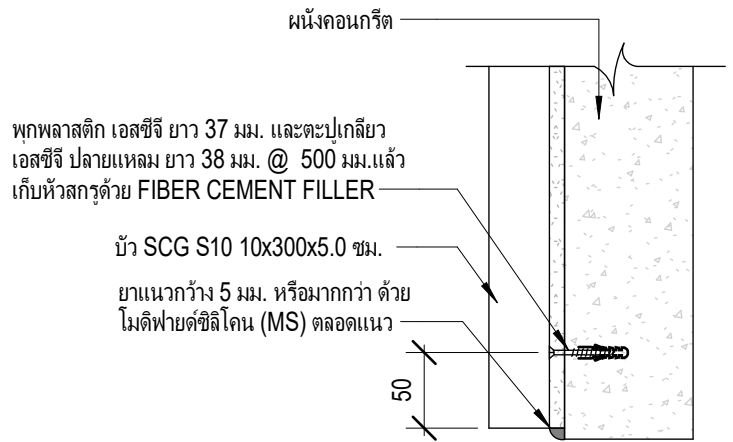 ผนังคอนกรีต
พุกพลาสติก เอสซีจี ยาว 37 มม. และตะปูเกลียว
เอสซีจี ปลายแหลม ยาว 38 มม. @ 500 มม.แล้ว
เก็บหัวสกรูด้วย FIBER CEMENT FILLER
บัว SCG S10 10x300x5.0 ซม.
ยาแนวกว้าง 5 มม. หรือมากกว่า ด้วย
โมดิฟายด์ซิลิโคน (MS) ตลอดแนว
50